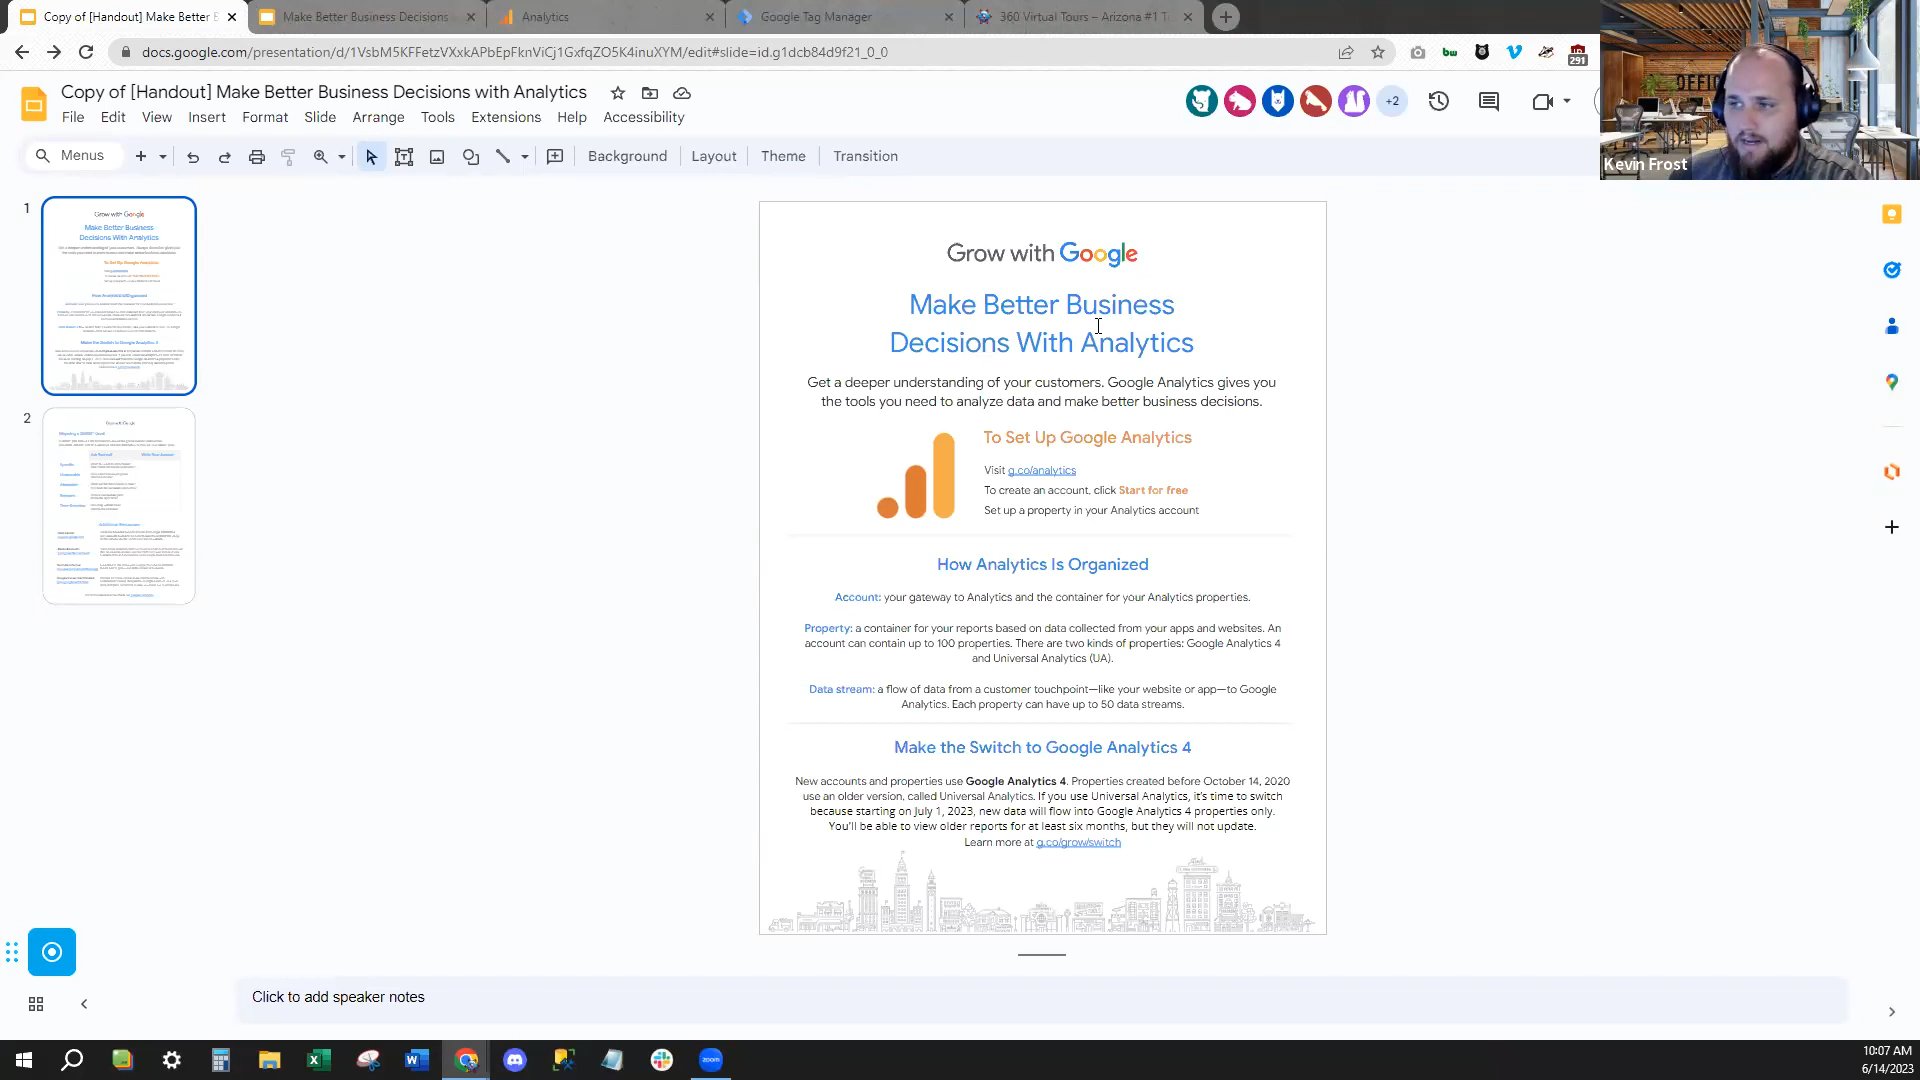 Copy of [Handout] Make Better B
Make Better Business Decisions
Analytics
Google Tag Manager
360 Virtual Tours – Arizona #1 T
docs.google.com/presentation/d/1VsbM5KFFetzVXxkAPbEpFknViCj1GxfqZO5K4inuXYM/edit#slide=id.g1dcb84d9f21_0_0
bw
291
OFFI
Kevin Frost
Copy of [Handout] Make Better Business Decisions with Analytics
File Edit View Insert Format Slide Arrange Tools Extensions Help Accessibility
+2
Menus
Background
Layout
Theme
Transition
1
2
Grow with Google
Make Better Business
Decisions With Analytics
Get a deeper understanding of your customers. Google Analytics gives you
the tools you need to analyze data and make better business decisions.
To Set Up Google Analytics
Visit g.co/analytics
To create an account, click Start for free
Set up a property in your Analytics account
How Analytics Is Organized
Account: your gateway to Analytics and the container for your Analytics properties.
Property: a container for your reports based on data collected from your apps and websites. An
account can contain up to 100 properties. There are two kinds of properties: Google Analytics 4
and Universal Analytics (UA).
Data stream: a flow of data from a customer touchpoint—like your website or app—to Google
Analytics. Each property can have up to 50 data streams.
Make the Switch to Google Analytics 4
New accounts and properties use Google Analytics 4. Properties created before October 14, 2020
use an older version, called Universal Analytics. If you use Universal Analytics, it's time to switch
because starting on July 1, 2023, new data will flow into Google Analytics 4 properties only.
You'll be able to view older reports for at least six months, but they will not update.
Learn more at g.co/grow/switch
Click to add speaker notes
zoom
10:07 AM
6/14/2023